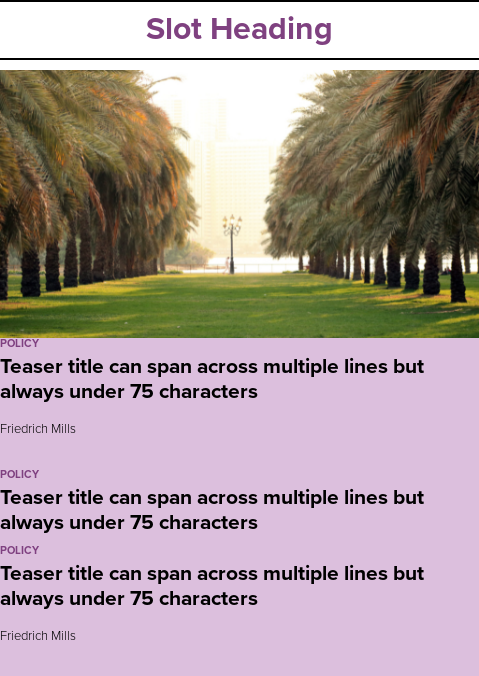 Slot Heading
POLICY
Teaser title can span across multiple lines but
always under 75 characters
Friedrich Mills
POLICY
Teaser title can span across multiple lines but
always under 75 characters
POLICY
Teaser title can span across multiple lines but
always under 75 characters
Friedrich Mills